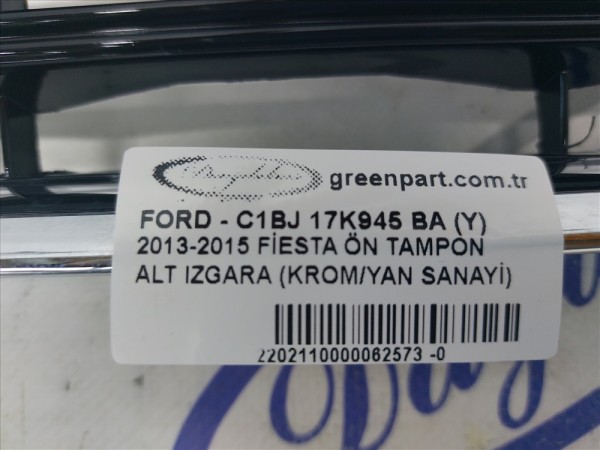 greenpart.com.tr
FORD - C1BJ 17K945 BA (Y)
2013-2015 FİESTA ÖN TAMPON
ALT IZGARA (KROM/YAN SANAYİ)
2202110000062573 -0